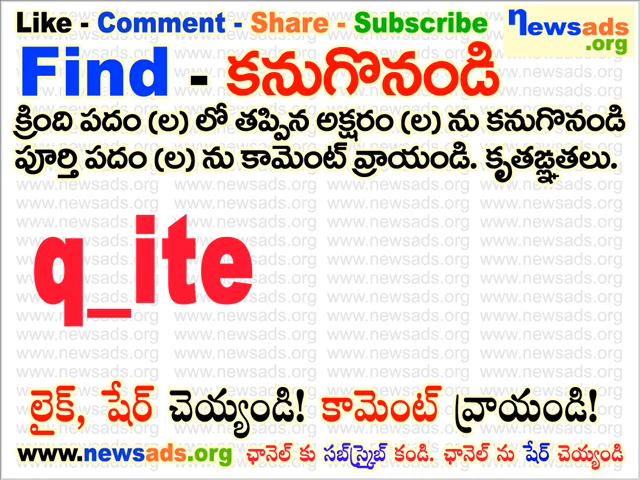 Like - Comment - Share - Subscribe
newsads
.org
Find - కనుగొనండి
క్రింది పదం (ల) లో తప్పిన అక్షరం (ల) ను కనుగొనండి
పూర్తి పదం (ల) ను కామెంట్ వ్రాయండి. కృతజ్ఞతలు.
q_ite
లైక్, షేర్ చెయ్యండి! కామెంట్ వ్రాయండి!
www.newsads.org ఛానెల్ కు సబ్‌స్క్రైబ్ కండి. ఛానెల్ ను షేర్ చెయ్యండి